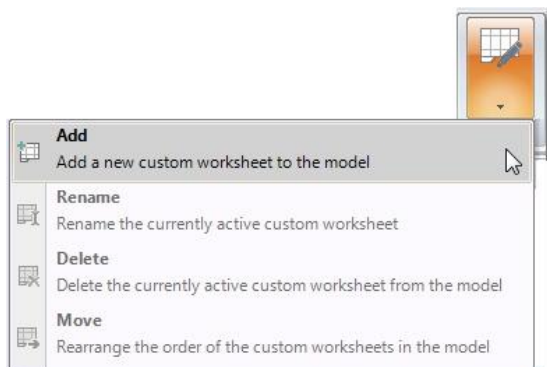 Add
Add a new custom worksheet to the model
Rename
Rename the currently active custom worksheet
Delete
Delete the currently active custom worksheet from the model
Move
Rearrange the order of the custom worksheets in the model